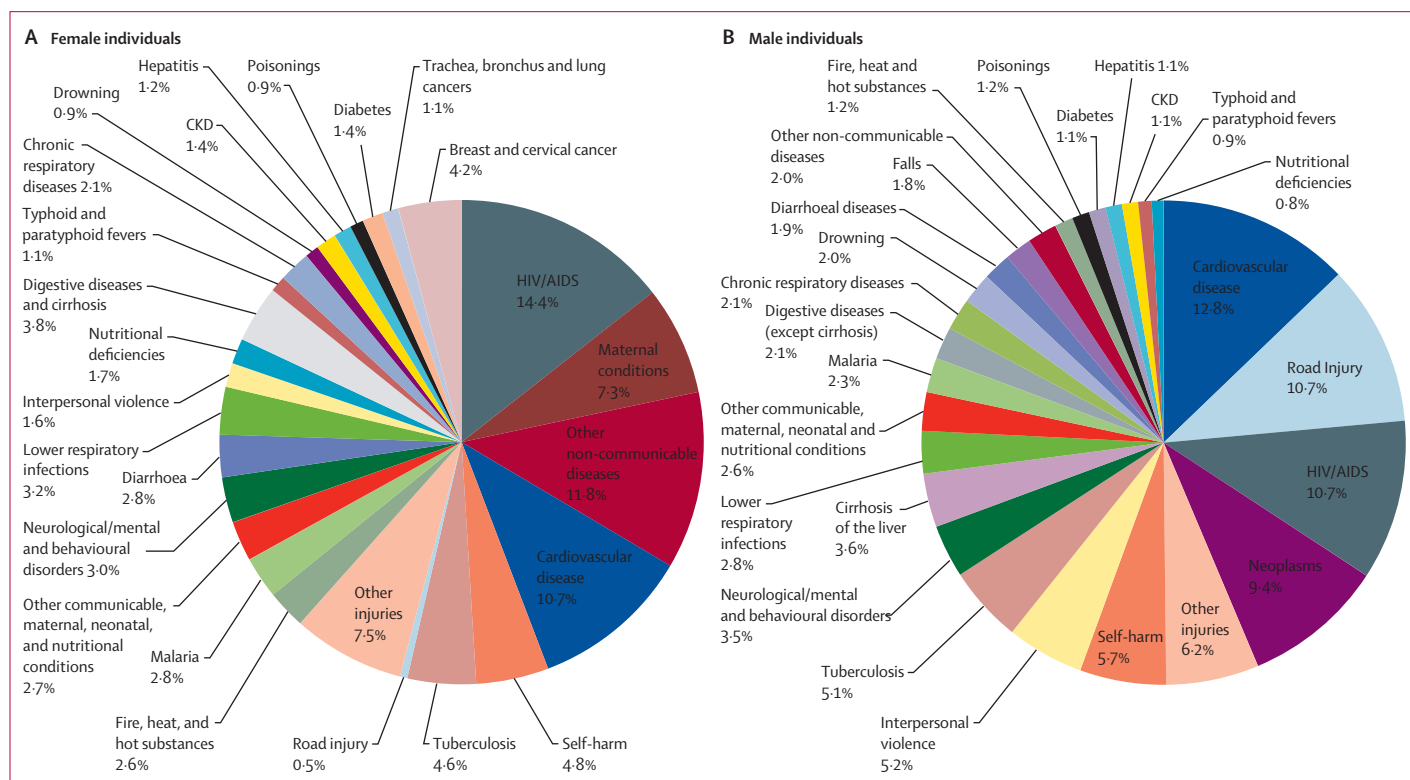 A Female individuals
Hepatitis
1·2%
Poisonings
0·9%
Trachea, bronchus and lung
cancers
1·1%
Drowning
0·9%
CKD
1·4%
Diabetes
1·4%
Breast and cervical cancer
4·2%
Chronic
respiratory
diseases 2·1%
Typhoid and
paratyphoid fevers
1·1%
Digestive diseases
and cirrhosis
3·8%
Nutritional
deficiencies
1·7%
Interpersonal violence
1·6%
Lower respiratory
infections
3·2%
Diarrhoea
2·8%
Neurological/mental
and behavioural
disorders 3·0%
Other communicable,
maternal, neonatal,
and nutritional
conditions
2·7%
Malaria
2·8%
Fire, heat, and
hot substances
2·6%
Road injury
0·5%
Tuberculosis
4·6%
Self-harm
4·8%
HIV/AIDS
14·4%
Maternal
conditions
7·3%
Other
non-communicable
diseases
11·8%
Cardiovascular
disease
10·7%
Other
injuries
7·5%
B Male individuals
Fire, heat and
hot substances
1·2%
Poisonings
1·2%
Hepatitis 1·1%
Diabetes
1·1%
CKD
1·1%
Typhoid and
paratyphoid fevers
0·9%
Nutritional
deficiencies
0·8%
Other non-communicable
diseases
2·0%
Falls
1·8%
Diarrhoeal diseases
1·9%
Drowning
2·0%
Chronic respiratory diseases
2·1%
Digestive diseases
(except cirrhosis)
2·1%
Malaria
2·3%
Other communicable,
maternal, neonatal and
nutritional conditions
2·6%
Lower
respiratory
infections
2·8%
Cirrhosis
of the liver
3·6%
Neurological/mental
and behavioural disorders
3·5%
Tuberculosis
5·1%
Interpersonal
violence
5·2%
Cardiovascular
disease
12·8%
Road Injury
10·7%
HIV/AIDS
10·7%
Neoplasms
9·4%
Other
injuries
6·2%
Self-harm
5·7%